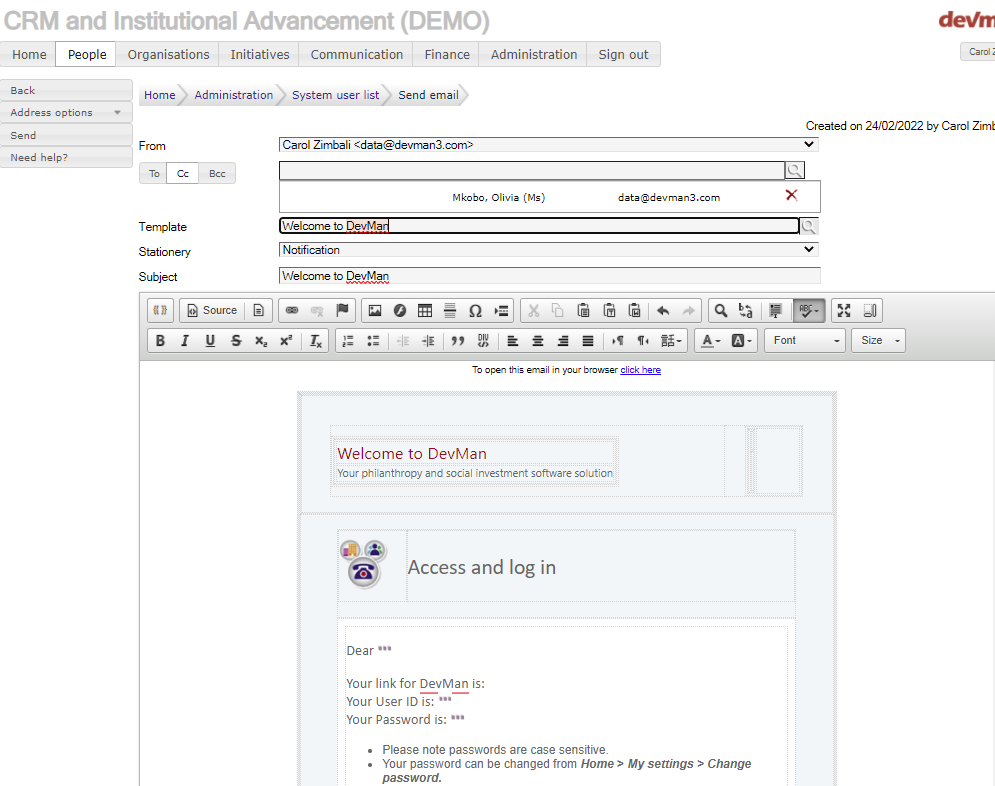 CRM and Institutional Advancement (DEMO)
devm
Home People Organisations Initiatives Communication Finance Administration Sign out
Carol Z
Back
Address options
Send
Need help?
Home Administration System user list Send email
Created on 24/02/2022 by Carol Zimb
From Carol Zimbali <data@devman3.com>
To Cc Bcc
Mkobo, Olivia (Ms) data@devman3.com
Template Welcome to DevMan
Stationery Notification
Subject Welcome to DevMan
Source
ABC
B I U S x₂ x² Tx
DIV
A A Font Size
To open this email in your browser click here
Welcome to DevMan
Your philanthropy and social investment software solution
Access and log in
Dear ***
Your link for DevMan is:
Your User ID is: ***
Your Password is: ***
• Please note passwords are case sensitive.
• Your password can be changed from Home > My settings > Change
password.